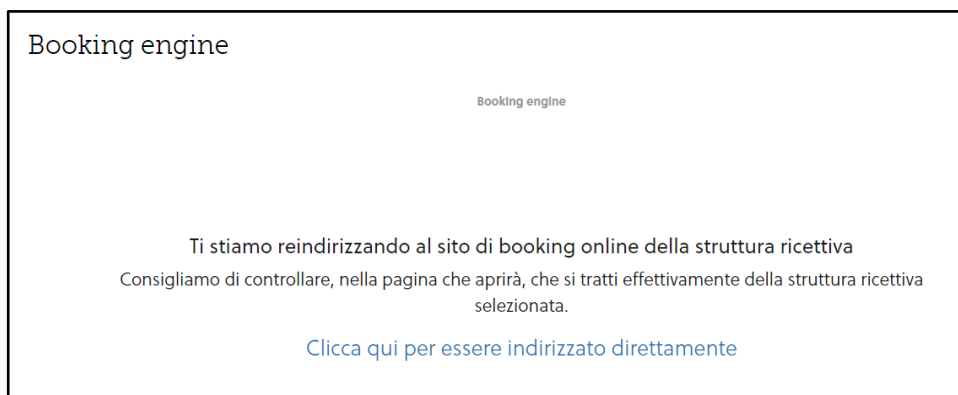 Booking engine
Booking engine
Ti stiamo reindirizzando al sito di booking online della struttura ricettiva
Consigliamo di controllare, nella pagina che aprirà, che si tratti effettivamente della struttura ricettiva
selezionata.
Clicca qui per essere indirizzato direttamente